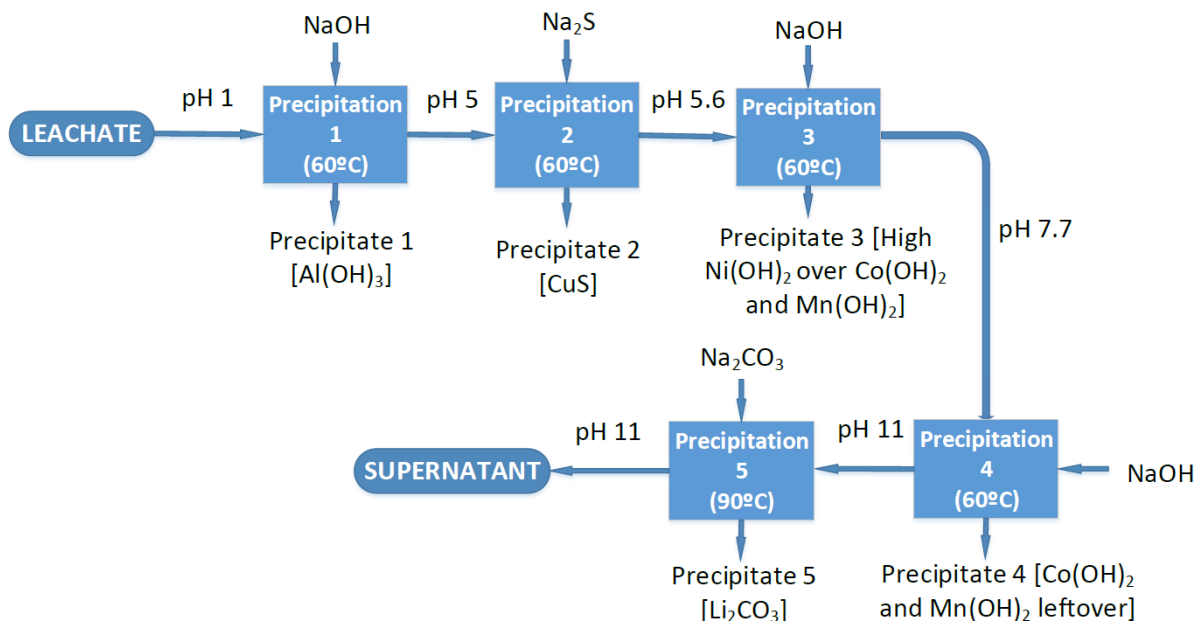 NaOH
Na₂S
NaOH
LEACHATE
pH 1
Precipitation
1
(60ºC)
pH 5
Precipitation
2
(60ºC)
pH 5.6
Precipitation
3
(60ºC)
Precipitate 1
[Al(OH)₃]
Precipitate 2
[CuS]
Precipitate 3 [High
Ni(OH)₂ over Co(OH)₂
and Mn(OH)₂]
pH 7.7
Na₂CO₃
SUPERNATANT
pH 11
Precipitation
5
(90ºC)
pH 11
Precipitation
4
(60ºC)
NaOH
Precipitate 5
[Li₂CO₃]
Precipitate 4 [Co(OH)₂
and Mn(OH)₂ leftover]